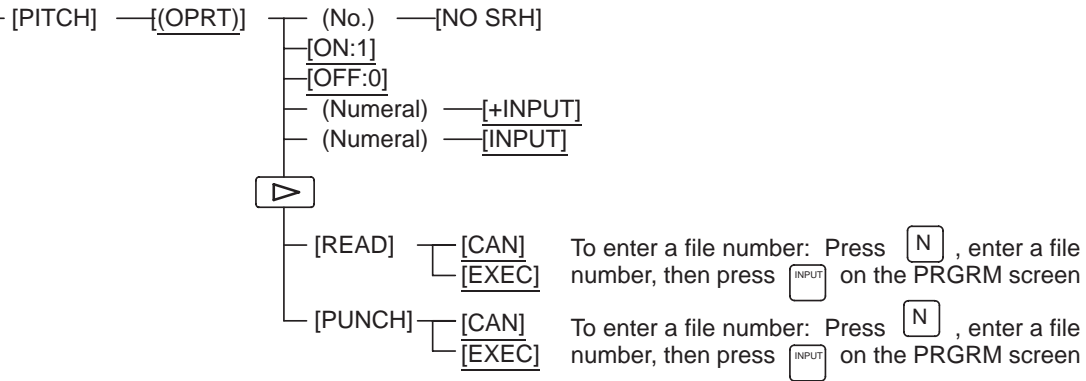 [PITCH] [(OPRT)] (No.) [NO SRH]
[ON:1]
[OFF:0]
(Numeral) [+INPUT]
(Numeral) [INPUT]
[READ] [CAN] To enter a file number: Press N , enter a file
[EXEC] number, then press INPUT on the PRGRM screen
[PUNCH] [CAN] To enter a file number: Press N , enter a file
[EXEC] number, then press INPUT on the PRGRM screen